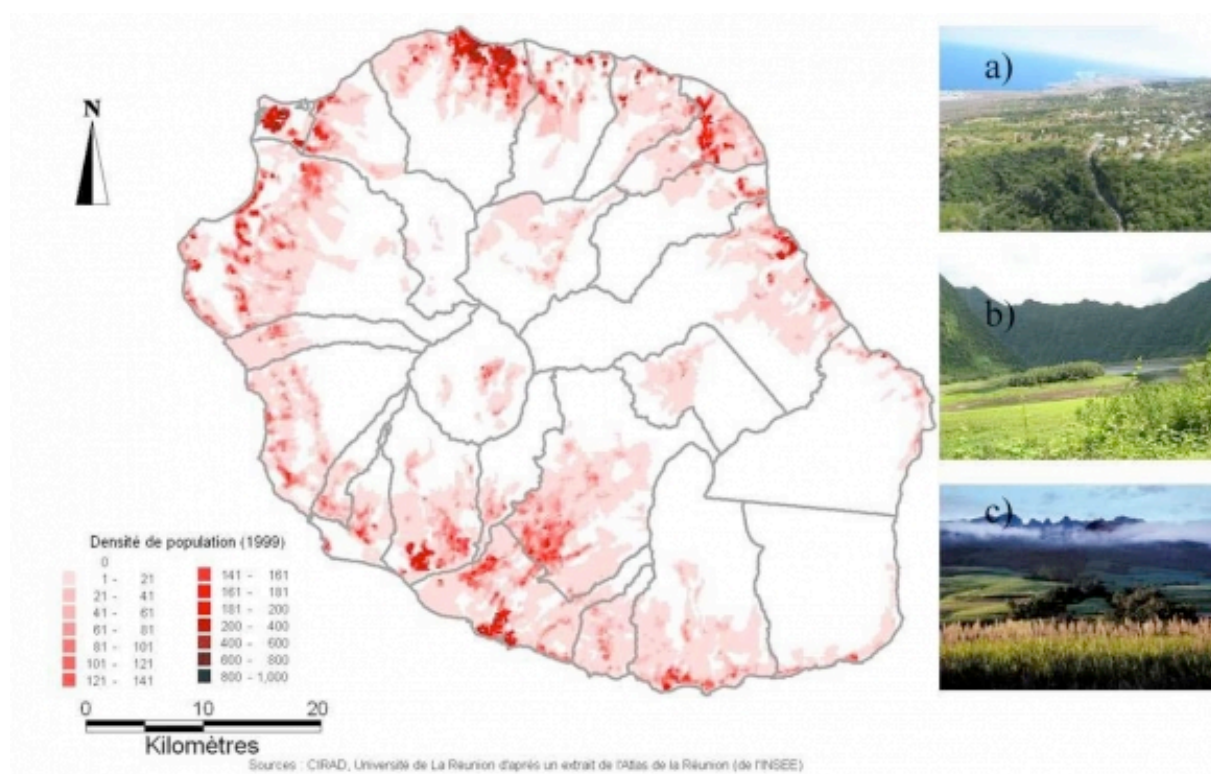 N
a)
b)
c)
Densité de population (1999)
0
1 - 21
21 - 41
41 - 61
61 - 81
81 - 101
101 - 121
121 - 141
141 - 161
161 - 181
181 - 200
200 - 400
400 - 600
600 - 800
800 - 1,000
0 10 20
Kilomètres
Sources : CIRAD, Université de La Réunion d'après un extrait de l'Atlas de la Réunion (de l'INSEE)